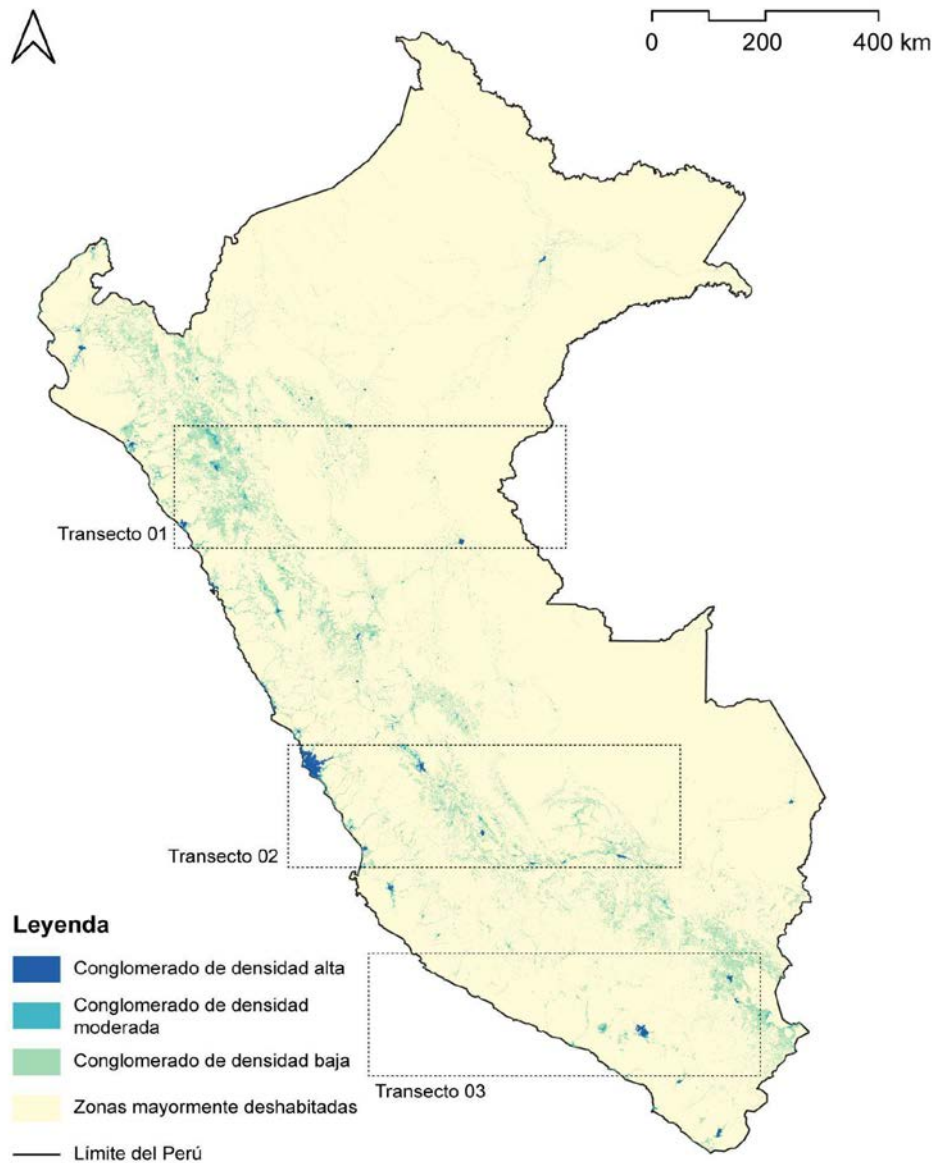 0 200 400 km
Transecto 01
Transecto 02
Transecto 03
Leyenda
Conglomerado de densidad alta
Conglomerado de densidad
moderada
Conglomerado de densidad baja
Zonas mayormente deshabitadas
Límite del Perú